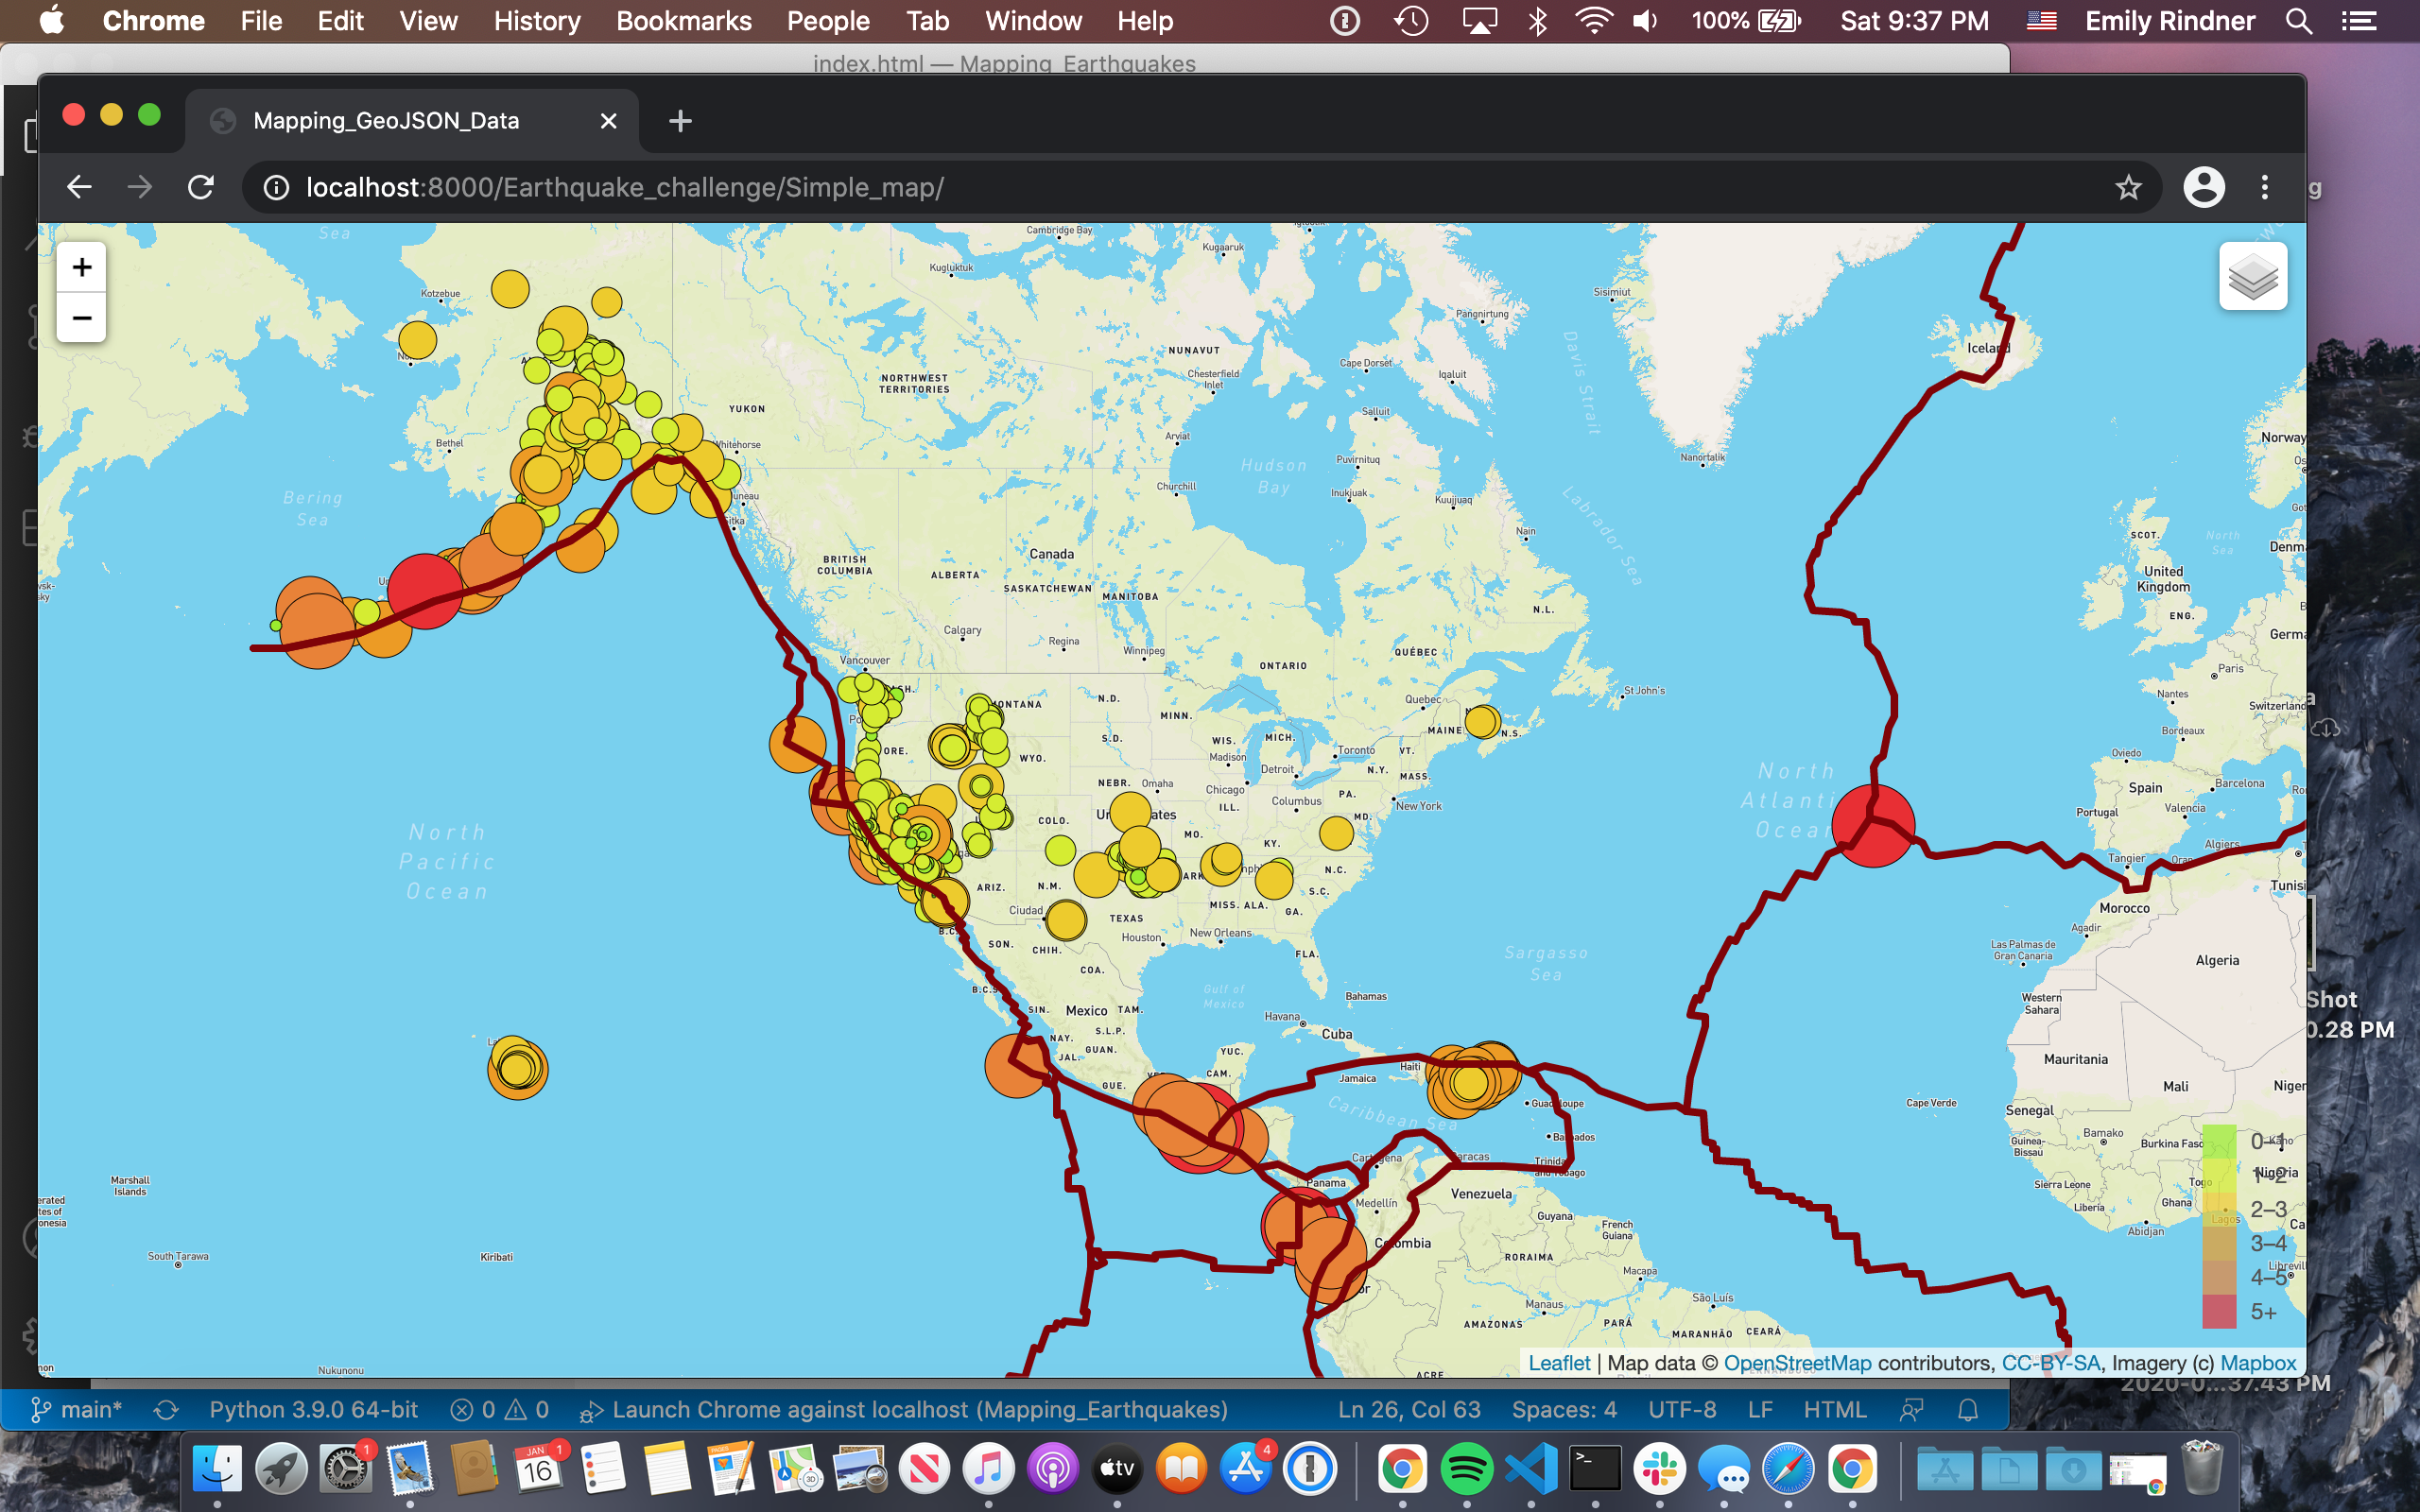 Chrome File Edit View History Bookmarks People Tab Window Help 100% Sat 9:37 PM Emily Rindner
index.html — Mapping_Earthquakes
Mapping_GeoJSON_Data
localhost:8000/Earthquake_challenge/Simple_map/
+
−
Sea
Cambridge Bay
Kugaaruk
Kugluktuk
Kotzebue
Sisimiut
Pangnirtung
Davis Strait
Iceland
NUNAVUT
Cape Dorset
Iqaluit
Chesterfield
Inlet
NORTHWEST
TERRITORIES
YUKON
Salluit
Whitehorse
Arviat
Bethel
Norway
Nanortalik
Hudson
Bay
Puvirnituq
Churchill
Inukjuak
Kuujjuaq
Labrador Sea
Bering
Sea
Nain
SCOT.
North
Sea
Canada
BRITISH
COLUMBIA
ALBERTA
SASKATCHEWAN
MANITOBA
United
Kingdom
N.L.
ENG.
Calgary
Regina
Winnipeg
Vancouver
ONTARIO
QUÉBEC
Paris
St John's
Nantes
Switzerland
N.D.
MINN.
Quebec
MAINE
N.S.
Bordeaux
ORE.
S.D.
WIS.
MICH.
Madison
Toronto
VT.
Oviedo
WYO.
N.Y.
MASS.
Detroit
NEBR.
Omaha
Chicago
Barcelona
Spain
North
Atlantic
Ocean
Columbus
PA.
New York
ILL.
Portugal
Valencia
COLO.
MO.
MD.
KY.
Algiers
North
Pacific
Ocean
Tangier
N.C.
ARIZ.
N.M.
S.C.
MISS.
ALA.
GA.
Morocco
Ciudad
TEXAS
Agadir
Houston
New Orleans
SON.
CHIH.
Las Palmas de
Gran Canaria
FLA.
Sargasso
Sea
Algeria
COA.
Gulf of
Mexico
Bahamas
Western
Sahara
SIN.
Mexico
TAM.
Havana
Cuba
S.L.P.
NAY.
GUAN.
JAL.
YUC.
Mauritania
Haiti
Jamaica
CAM.
GUE.
Mali
Niger
Cape Verde
Senegal
Caribbean Sea
Guadeloupe
Barbados
Bamako
Guinea-
Bissau
Burkina Faso
Cartagena
Caracas
Trinidad
and Tobago
Nigeria
Marshall
Islands
Panama
Venezuela
Medellín
Sierra Leone
Togo
Ghana
Liberia
Lagos
Guyana
French
Guiana
Abidjan
South Tarawa
Kiribati
Colombia
RORAIMA
Macapa
São Luís
Manaus
AMAZONAS
PARÁ
MARANHÃO
CEARÁ
Nukunonu
ACRE
0–1
1–2
2–3
3–4
4–5
5+
Leaflet | Map data © OpenStreetMap contributors, CC-BY-SA, Imagery (c) Mapbox
Shot
0.28 PM
2020-0...37.43 PM
main* Python 3.9.0 64-bit 0 0 Launch Chrome against localhost (Mapping_Earthquakes) Ln 26, Col 63 Spaces: 4 UTF-8 LF HTML
1
JAN
16
1
PAGES
3D
tv
4